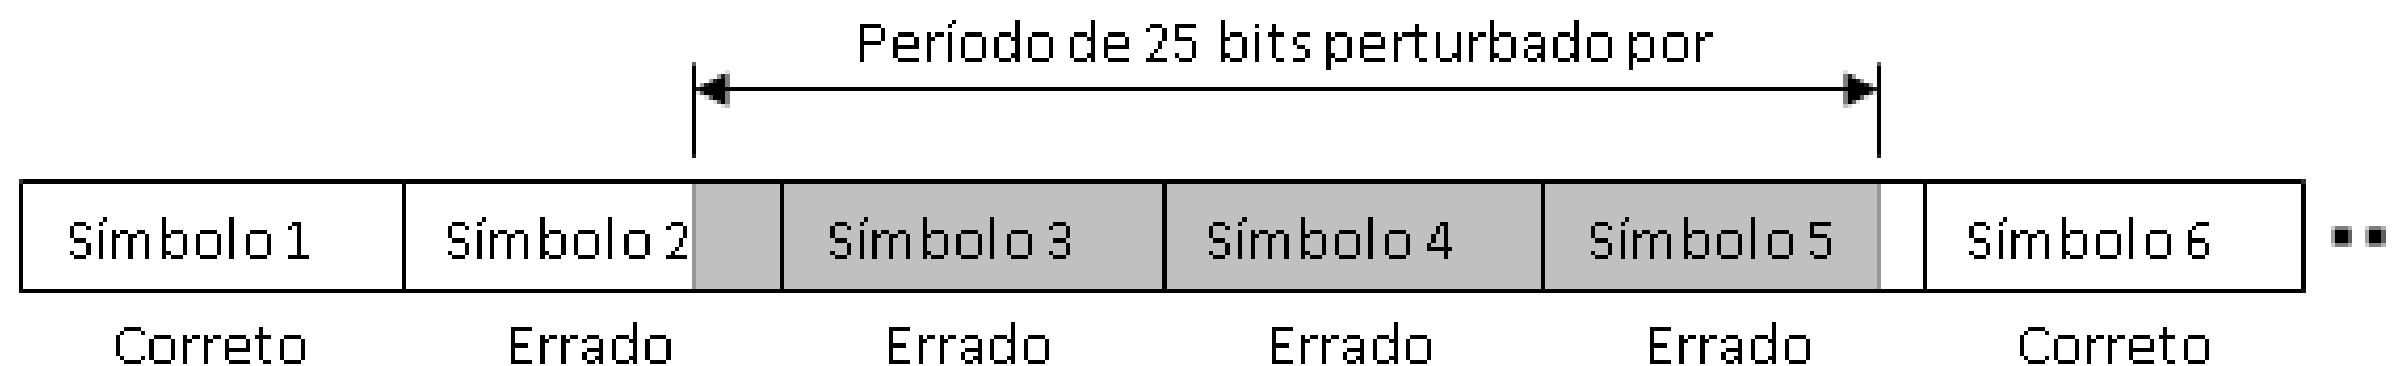 Período de 25 bits perturbado por
Símbolo 1 Símbolo 2 Símbolo 3 Símbolo 4 Símbolo 5 Símbolo 6
Correto Errado Errado Errado Errado Correto